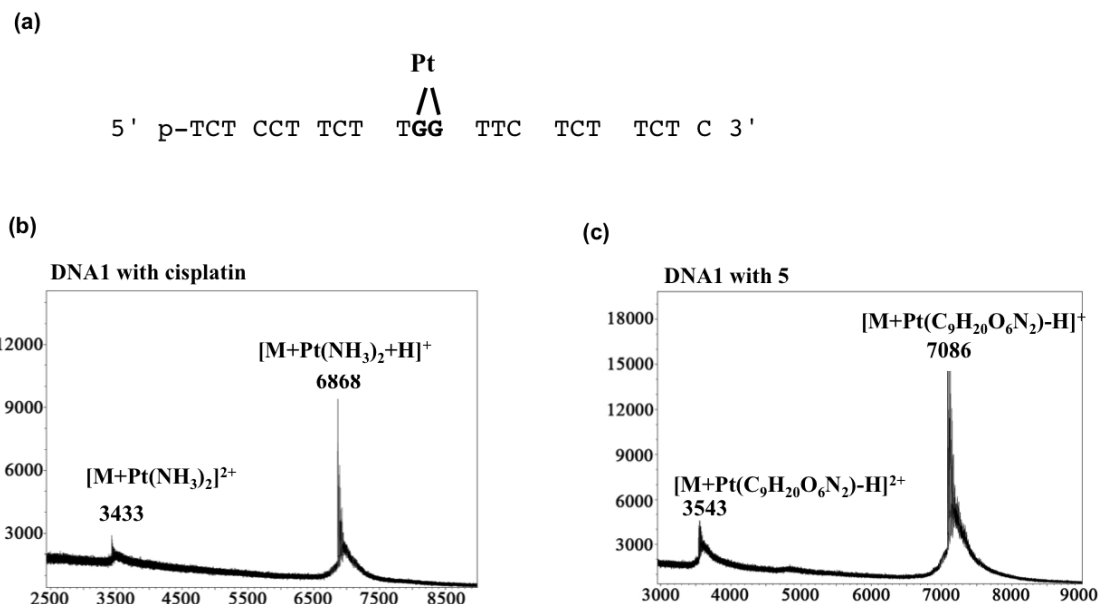 (a)
Pt
5' p-TCT CCT TCT TGG TTC TCT TCT C 3'
(b)
DNA1 with cisplatin
[M+Pt(NH₃)₂+H]⁺
6868
[M+Pt(NH₃)₂]²⁺
3433
12000
9000
6000
3000
2500 3500 4500 5500 6500 7500 8500
(c)
DNA1 with 5
[M+Pt(C₉H₂₀O₆N₂)-H]⁺
7086
[M+Pt(C₉H₂₀O₆N₂)-H]²⁺
3543
18000
15000
12000
9000
6000
3000
3000 4000 5000 6000 7000 8000 9000